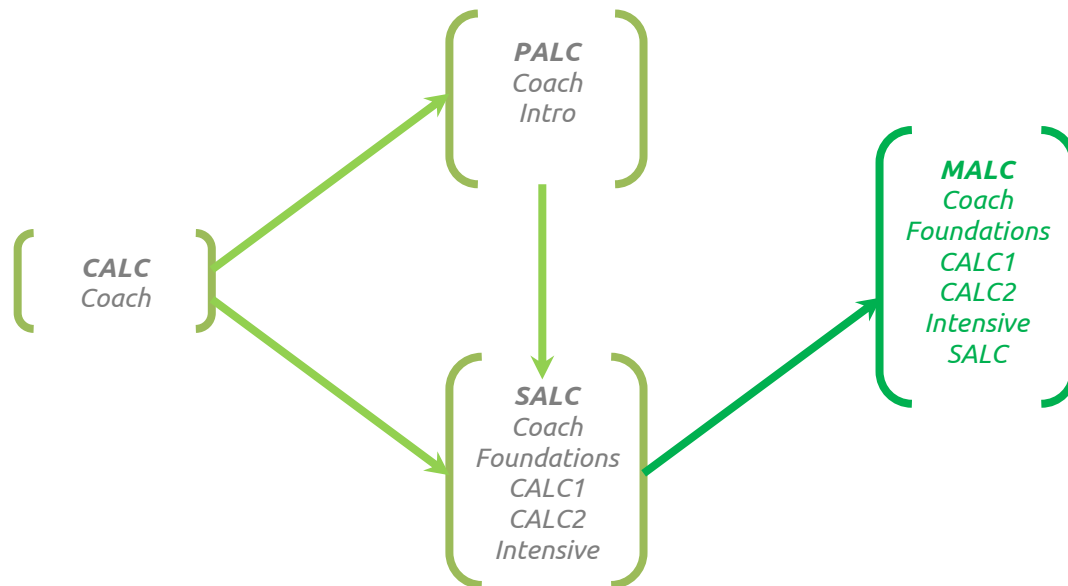 CALC
Coach
PALC
Coach
Intro
SALC
Coach
Foundations
CALC1
CALC2
Intensive
MALC
Coach
Foundations
CALC1
CALC2
Intensive
SALC